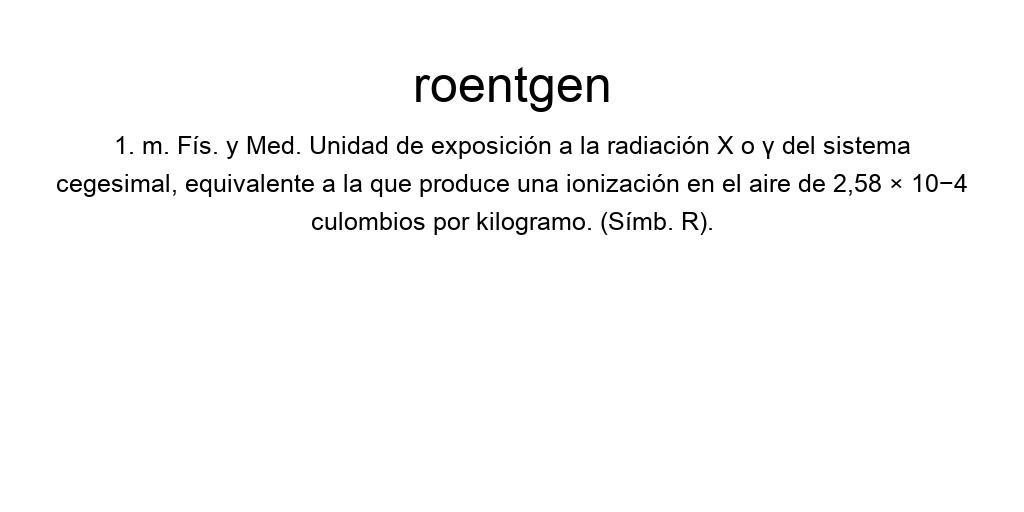 roentgen
1. m. Fís. y Med. Unidad de exposición a la radiación X o γ del sistema
cegesimal, equivalente a la que produce una ionización en el aire de 2,58 × 10−4
culombios por kilogramo. (Símb. R).